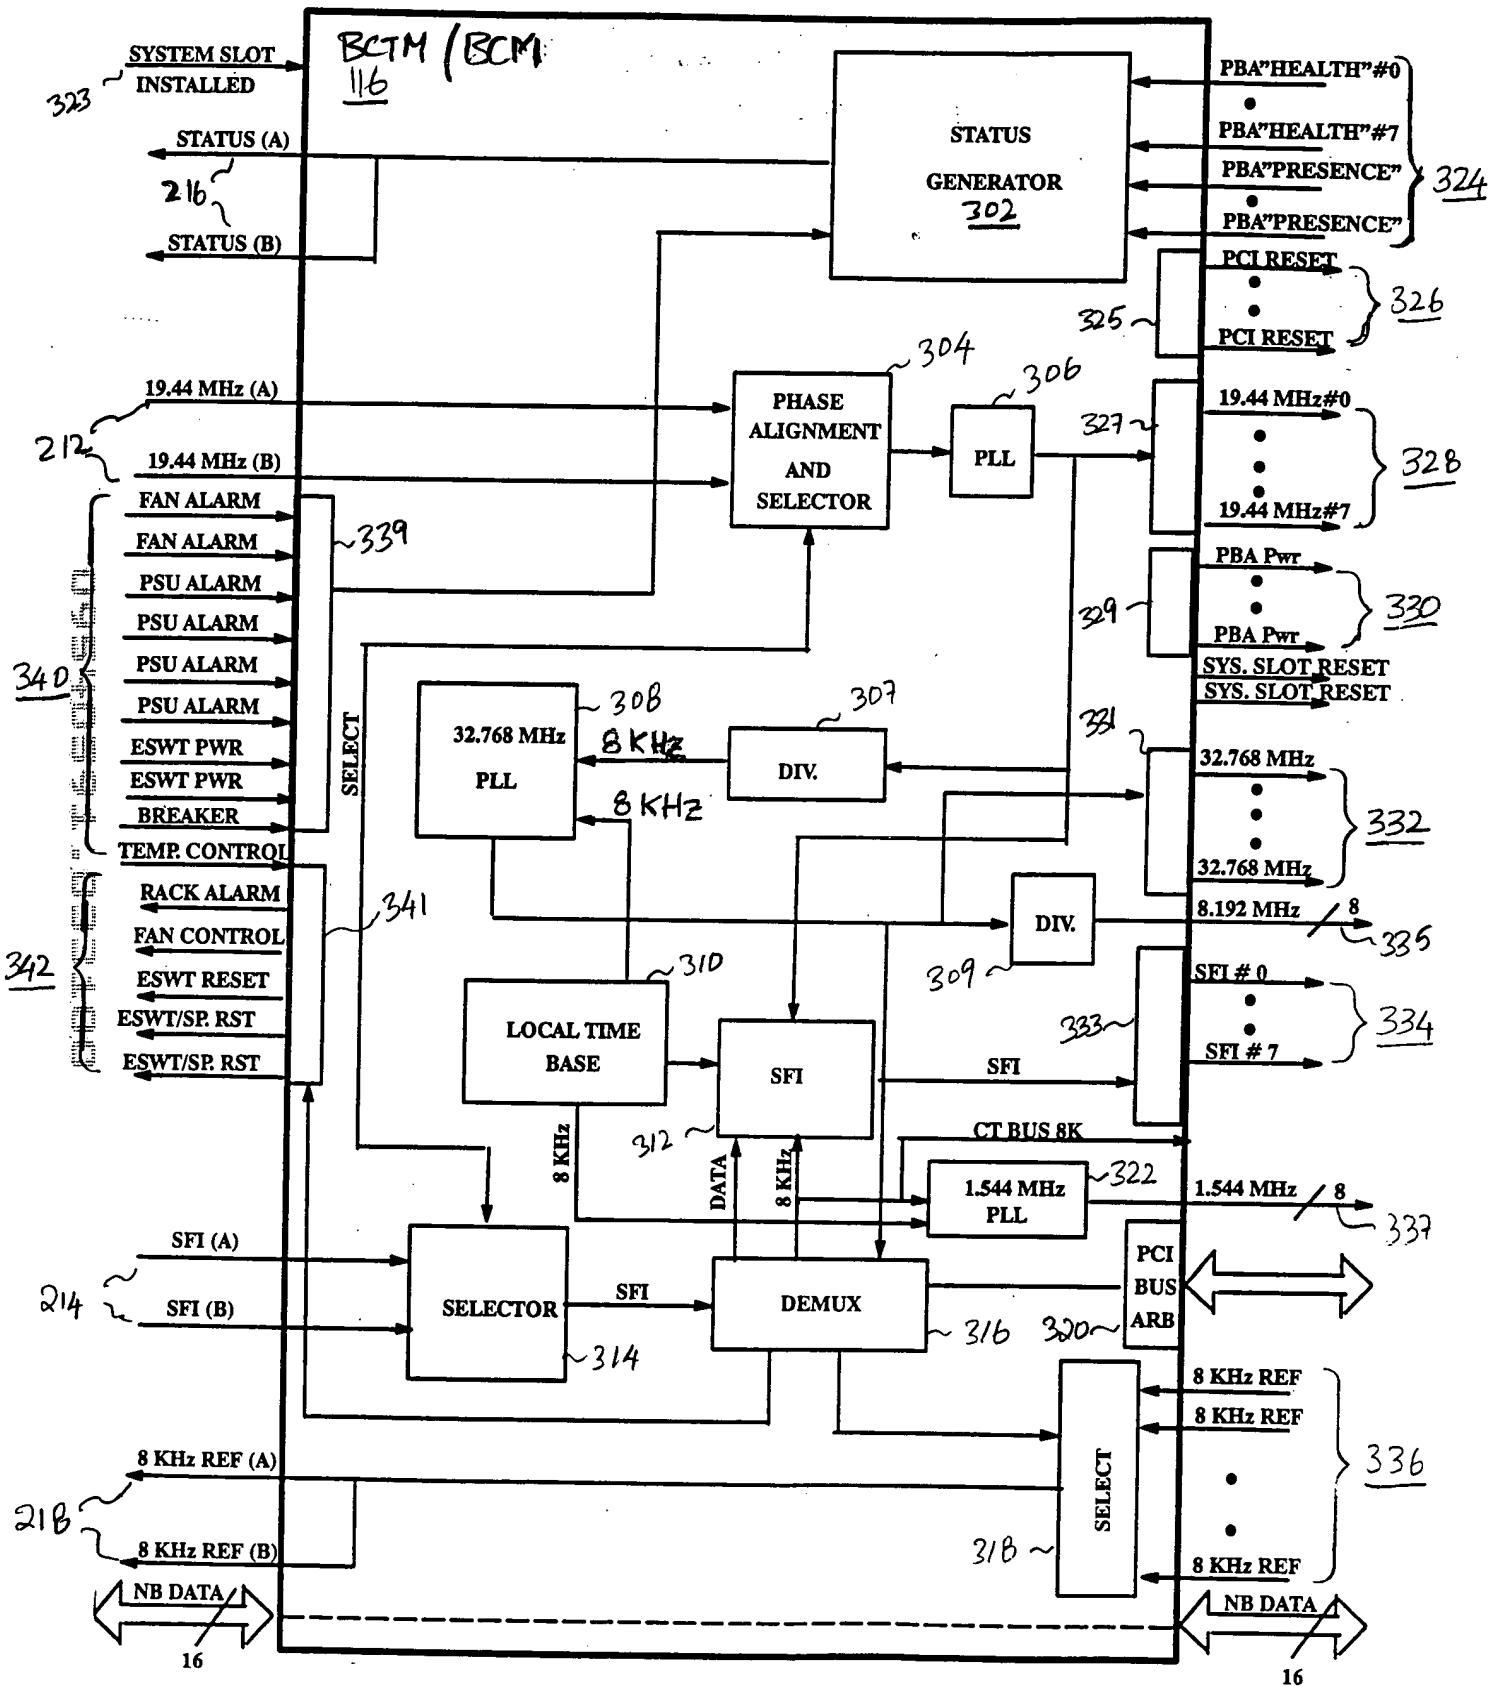 BCTM / BCM
116
SYSTEM SLOT
INSTALLED
323
STATUS (A)
216
STATUS (B)
STATUS
GENERATOR
302
PBA"HEALTH"#0
PBA"HEALTH"#7
PBA"PRESENCE"
PBA"PRESENCE"
324
PCI RESET
PCI RESET
325
326
19.44 MHz (A)
212
19.44 MHz (B)
304
PHASE
ALIGNMENT
AND
SELECTOR
306
PLL
327
19.44 MHz#0
19.44 MHz#7
328
FAN ALARM
FAN ALARM
PSU ALARM
PSU ALARM
PSU ALARM
PSU ALARM
ESWT PWR
ESWT PWR
BREAKER
TEMP. CONTROL
339
340
PBA Pwr
PBA Pwr
329
330
SYS. SLOT RESET
SYS. SLOT RESET
SELECT
308
32.768 MHz
PLL
8 KHz
8 KHz
307
DIV.
331
32.768 MHz
32.768 MHz
332
RACK ALARM
FAN CONTROL
ESWT RESET
ESWT/SP. RST
ESWT/SP. RST
341
342
DIV.
309
8.192 MHz
8
335
310
LOCAL TIME
BASE
SFI
312
SFI
333
SFI # 0
SFI # 7
334
8 KHz
DATA
8 KHz
CT BUS 8K
322
1.544 MHz
PLL
1.544 MHz
8
337
SFI (A)
214
SFI (B)
SELECTOR
314
SFI
DEMUX
316
PCI
BUS
ARB
320
8 KHz REF
8 KHz REF
8 KHz REF
336
SELECT
318
8 KHz REF (A)
218
8 KHz REF (B)
NB DATA
16
NB DATA
16